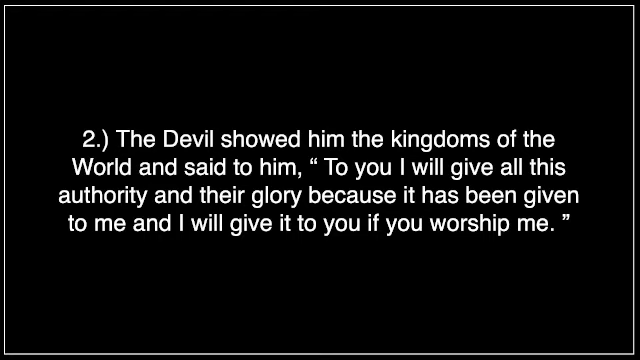 2.) The Devil showed him the kingdoms of the
World and said to him, “ To you I will give all this
authority and their glory because it has been given
to me and I will give it to you if you worship me. ”